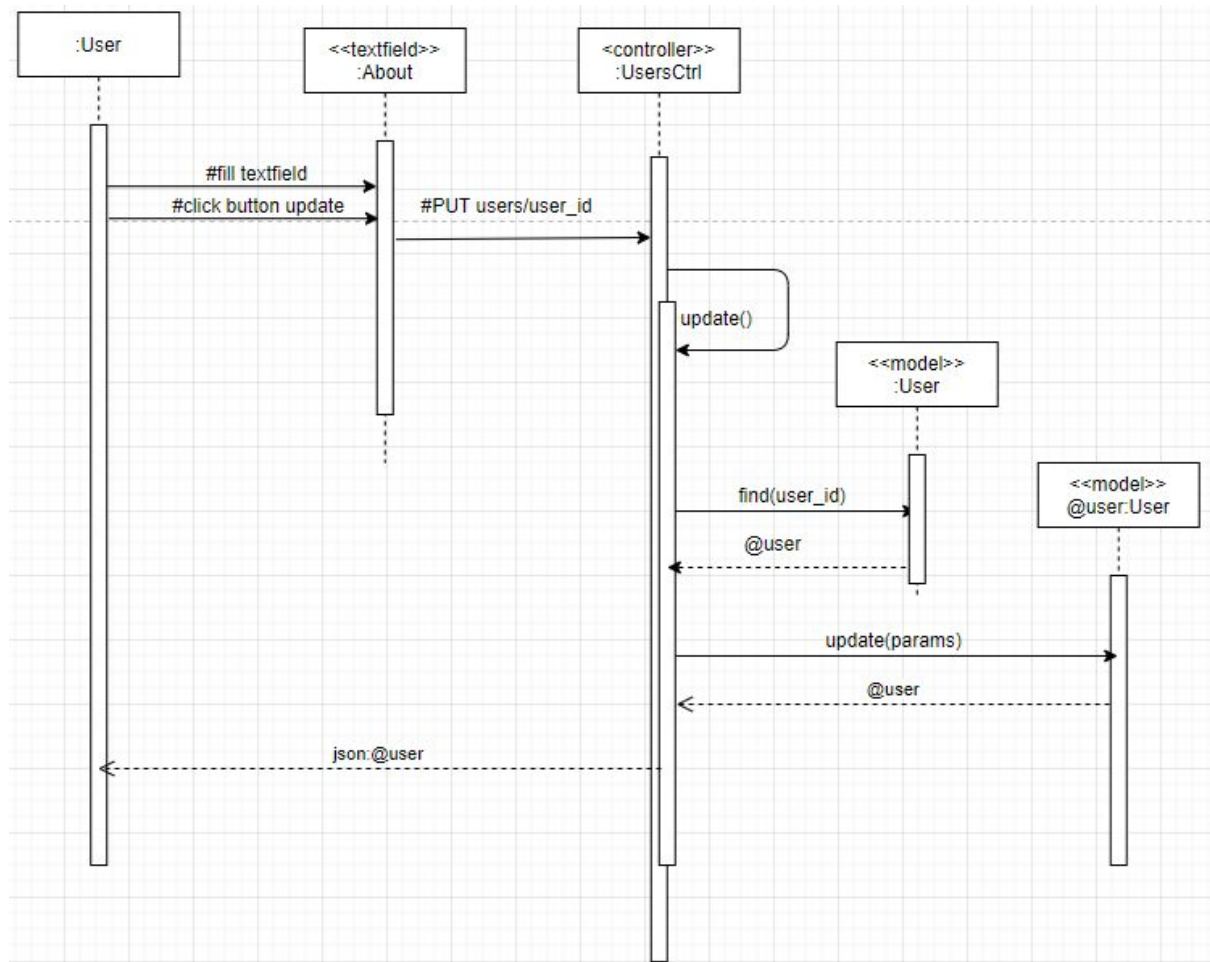 :User
<<textfield>>
:About
<controller>>
:UsersCtrl
#fill textfield
#click button update
#PUT users/user_id
update()
<<model>>
:User
find(user_id)
@user
<<model>>
@user:User
update(params)
@user
json:@user